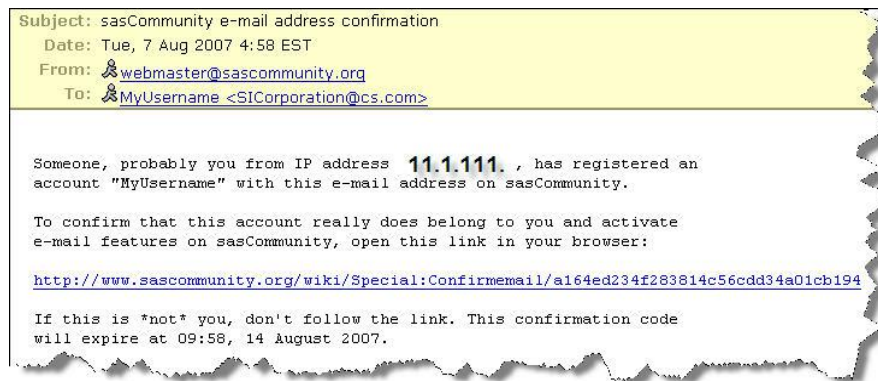 Subject: sasCommunity e-mail address confirmation
Date: Tue, 7 Aug 2007 4:58 EST
From: webmaster@sascommunity.org
To: MyUsername <SICorporation@cs.com>
Someone, probably you from IP address 11.1.111. , has registered an
account "MyUsername" with this e-mail address on sasCommunity.
To confirm that this account really does belong to you and activate
e-mail features on sasCommunity, open this link in your browser:
http://www.sascommunity.org/wiki/Special:Confirmemail/a164ed234f283814c56cdd34a01cb194
If this is *not* you, don't follow the link. This confirmation code
will expire at 09:58, 14 August 2007.